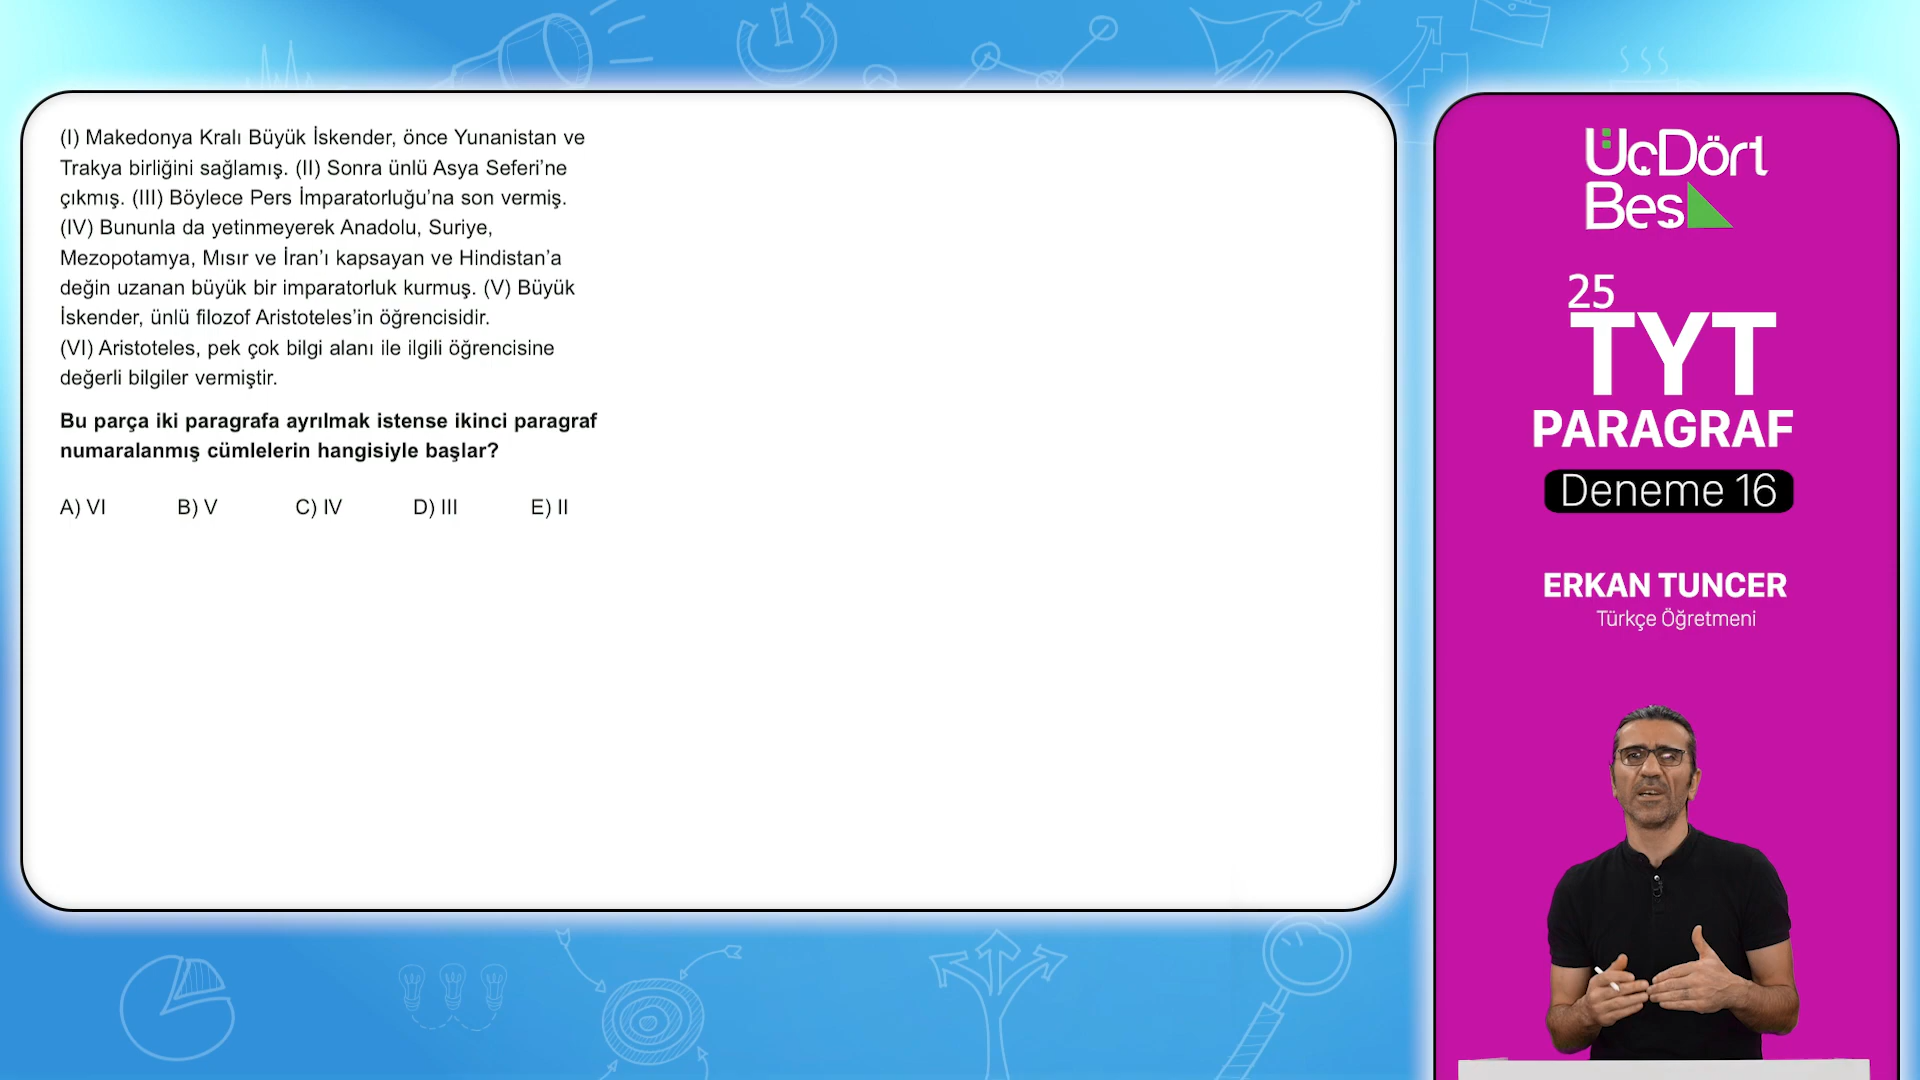 (I) Makedonya Kralı Büyük İskender, önce Yunanistan ve
Trakya birliğini sağlamış. (II) Sonra ünlü Asya Seferi’ne
çıkmış. (III) Böylece Pers İmparatorluğu’na son vermiş.
(IV) Bununla da yetinmeyerek Anadolu, Suriye,
Mezopotamya, Mısır ve İran’ı kapsayan ve Hindistan’a
değin uzanan büyük bir imparatorluk kurmuş. (V) Büyük
İskender, ünlü filozof Aristoteles’in öğrencisidir.
(VI) Aristoteles, pek çok bilgi alanı ile ilgili öğrencisine
değerli bilgiler vermiştir.
Bu parça iki paragrafa ayrılmak istense ikinci paragraf
numaralanmış cümlelerin hangisiyle başlar?
A) VI B) V C) IV D) III E) II
ÜçDört
Beş
25
TYT
PARAGRAF
Deneme 16
ERKAN TUNCER
Türkçe Öğretmeni